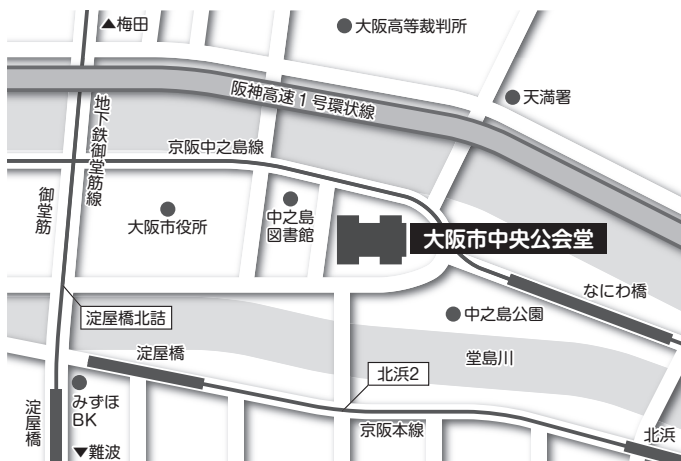 ▲梅田
大阪高等裁判所
阪神高速1号環状線
天満署
地下鉄御堂筋線
京阪中之島線
御堂筋
大阪市役所
中之島
図書館
大阪市中央公会堂
なにわ橋
淀屋橋北詰
中之島公園
淀屋橋
堂島川
北浜2
淀屋橋
みずほ
BK
京阪本線
北浜
▼難波